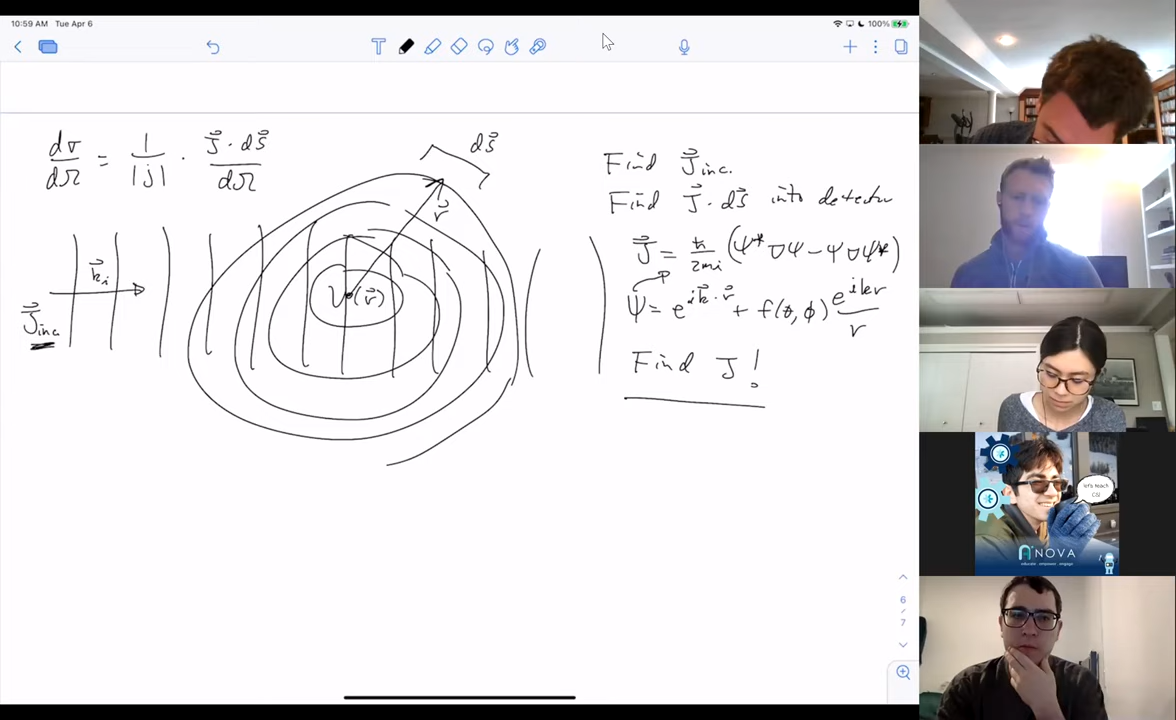 10:59 AM Tue Apr 6
100%
dσ/dΩ = 1/|j| · J⃗ · dS⃗/dΩ
dS⃗
r⃗
k⃗i
J⃗inc
V(r⃗)
Find J⃗inc.
Find J⃗ · dS⃗ into detector
J⃗ = ħ/2mi (Ψ* ∇Ψ − Ψ ∇Ψ*)
Ψ = e^{ik⃗·r⃗} + f(θ, ϕ) e^{ikr}/r
Find J!
6
/
7
let's teach
CS!
NOVA
educate . empower . engage